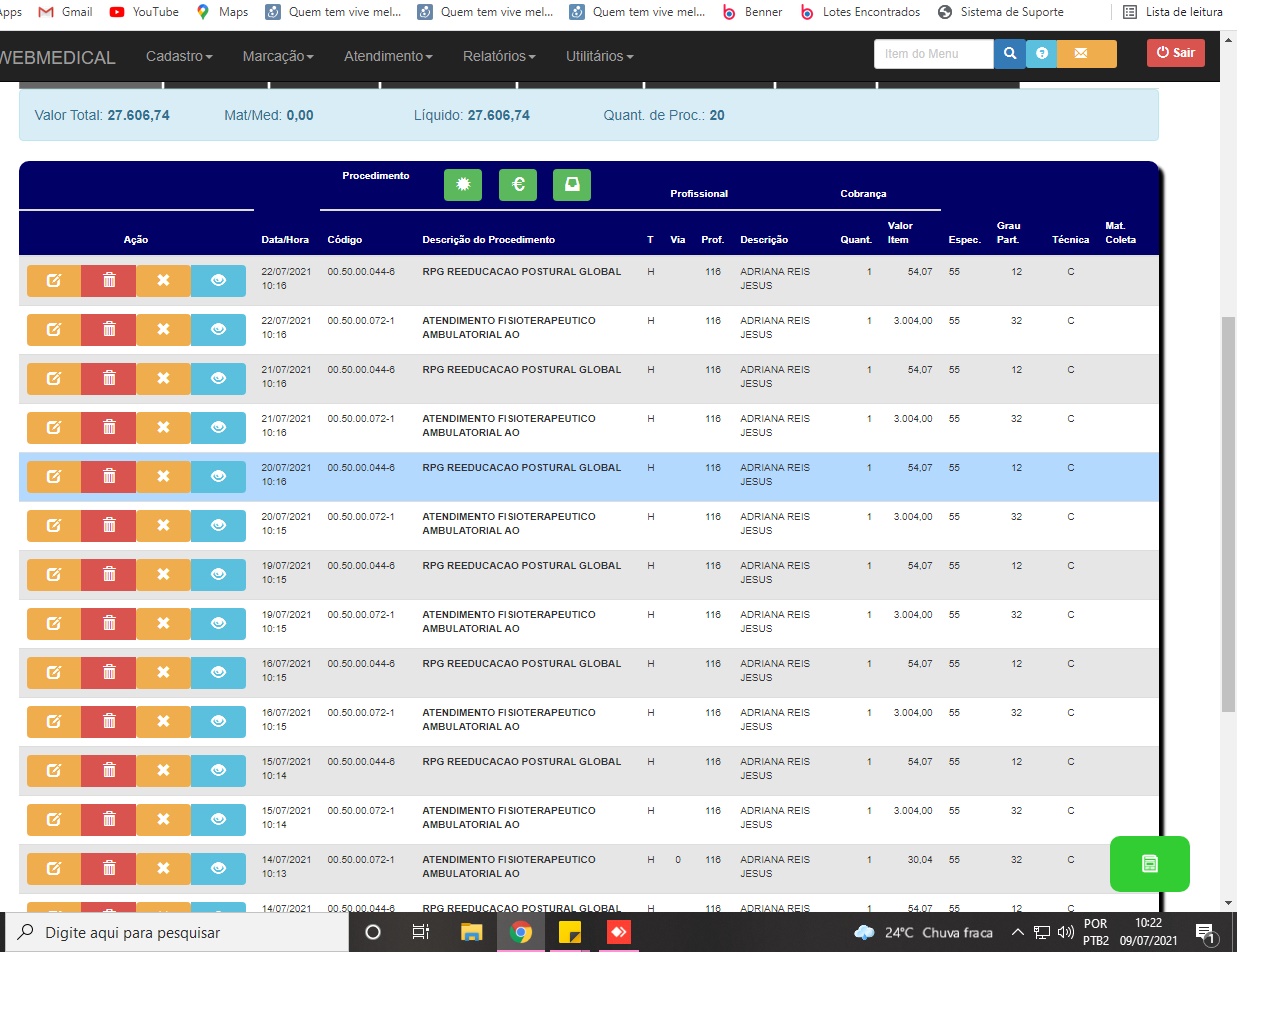 pps Gmail YouTube Maps Quem tem vive mel... Quem tem vive mel... Quem tem vive mel... Benner Lotes Encontrados Sistema de Suporte Lista de leitura
WEBMEDICAL Cadastro Marcação Atendimento Relatórios Utilitários Item do Menu Sair
Valor Total: 27.606,74 Mat/Med: 0,00 Líquido: 27.606,74 Quant. de Proc.: 20
Procedimento
Profissional Cobrança
Ação Data/Hora Código Descrição do Procedimento T Via Prof. Descrição Quant. Valor Item Espec. Grau Part. Técnica Mat. Coleta
22/07/2021 00.50.00.044-6 RPG REEDUCACAO POSTURAL GLOBAL H 116 ADRIANA REIS 1 54,07 55 12 C
10:16 JESUS
22/07/2021 00.50.00.072-1 ATENDIMENTO FISIOTERAPEUTICO H 116 ADRIANA REIS 1 3.004,00 55 32 C
10:16 AMBULATORIAL AO JESUS
21/07/2021 00.50.00.044-6 RPG REEDUCACAO POSTURAL GLOBAL H 116 ADRIANA REIS 1 54,07 55 12 C
10:16 JESUS
21/07/2021 00.50.00.072-1 ATENDIMENTO FISIOTERAPEUTICO H 116 ADRIANA REIS 1 3.004,00 55 32 C
10:16 AMBULATORIAL AO JESUS
20/07/2021 00.50.00.044-6 RPG REEDUCACAO POSTURAL GLOBAL H 116 ADRIANA REIS 1 54,07 55 12 C
10:16 JESUS
20/07/2021 00.50.00.072-1 ATENDIMENTO FISIOTERAPEUTICO H 116 ADRIANA REIS 1 3.004,00 55 32 C
10:15 AMBULATORIAL AO JESUS
19/07/2021 00.50.00.044-6 RPG REEDUCACAO POSTURAL GLOBAL H 116 ADRIANA REIS 1 54,07 55 12 C
10:15 JESUS
19/07/2021 00.50.00.072-1 ATENDIMENTO FISIOTERAPEUTICO H 116 ADRIANA REIS 1 3.004,00 55 32 C
10:15 AMBULATORIAL AO JESUS
16/07/2021 00.50.00.044-6 RPG REEDUCACAO POSTURAL GLOBAL H 116 ADRIANA REIS 1 54,07 55 12 C
10:15 JESUS
16/07/2021 00.50.00.072-1 ATENDIMENTO FISIOTERAPEUTICO H 116 ADRIANA REIS 1 3.004,00 55 32 C
10:15 AMBULATORIAL AO JESUS
15/07/2021 00.50.00.044-6 RPG REEDUCACAO POSTURAL GLOBAL H 116 ADRIANA REIS 1 54,07 55 12 C
10:14 JESUS
15/07/2021 00.50.00.072-1 ATENDIMENTO FISIOTERAPEUTICO H 116 ADRIANA REIS 1 3.004,00 55 32 C
10:14 AMBULATORIAL AO JESUS
14/07/2021 00.50.00.072-1 ATENDIMENTO FISIOTERAPEUTICO H 0 116 ADRIANA REIS 1 30,04 55 32 C
10:13 AMBULATORIAL AO JESUS
14/07/2021 00.50.00.044-6 RPG REEDUCACAO POSTURAL GLOBAL H 116 ADRIANA REIS 1 54,07 55 12 C
Digite aqui para pesquisar 24°C Chuva fraca POR 10:22
PTB2 09/07/2021 1